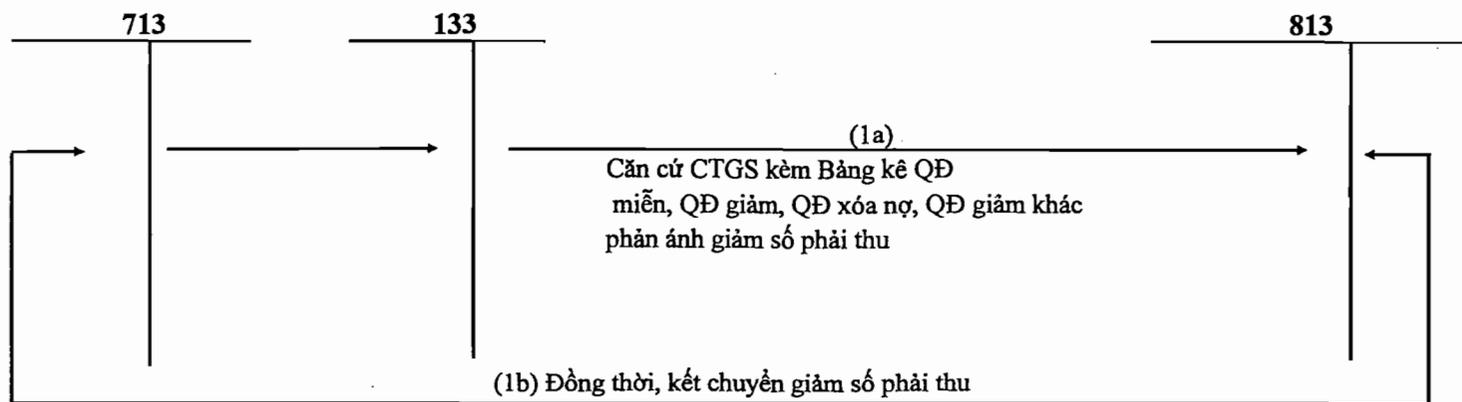 713
133
813
(1a)
Căn cứ CTGS kèm Bảng kê QĐ
miễn, QĐ giảm, QĐ xóa nợ, QĐ giảm khác
phản ánh giảm số phải thu
(1b) Đồng thời, kết chuyển giảm số phải thu